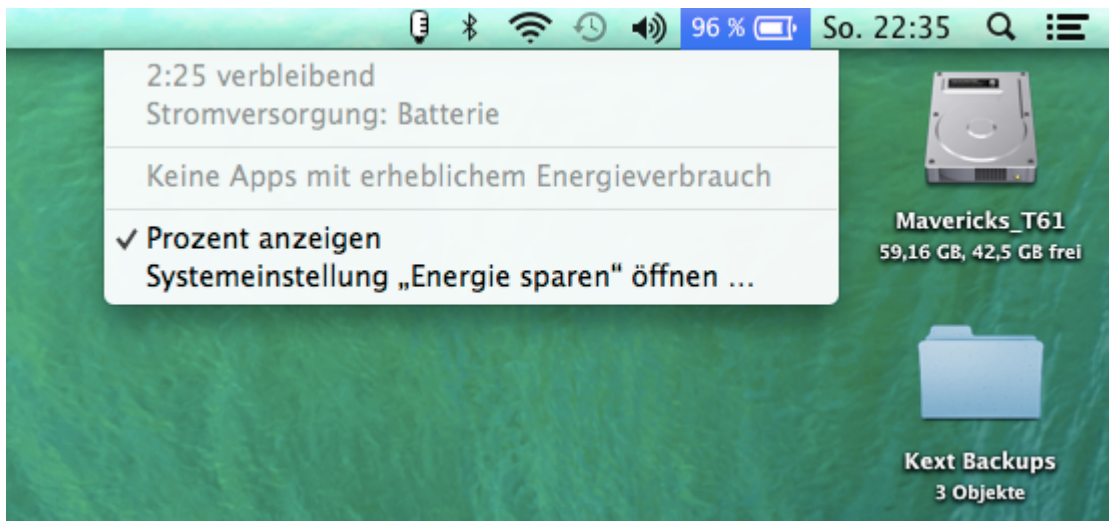 96 %
So. 22:35
2:25 verbleibend
Stromversorgung: Batterie
Keine Apps mit erheblichem Energieverbrauch
Prozent anzeigen
Systemeinstellung „Energie sparen“ öffnen ...
Mavericks_T61
59,16 GB, 42,5 GB frei
Kext Backups
3 Objekte